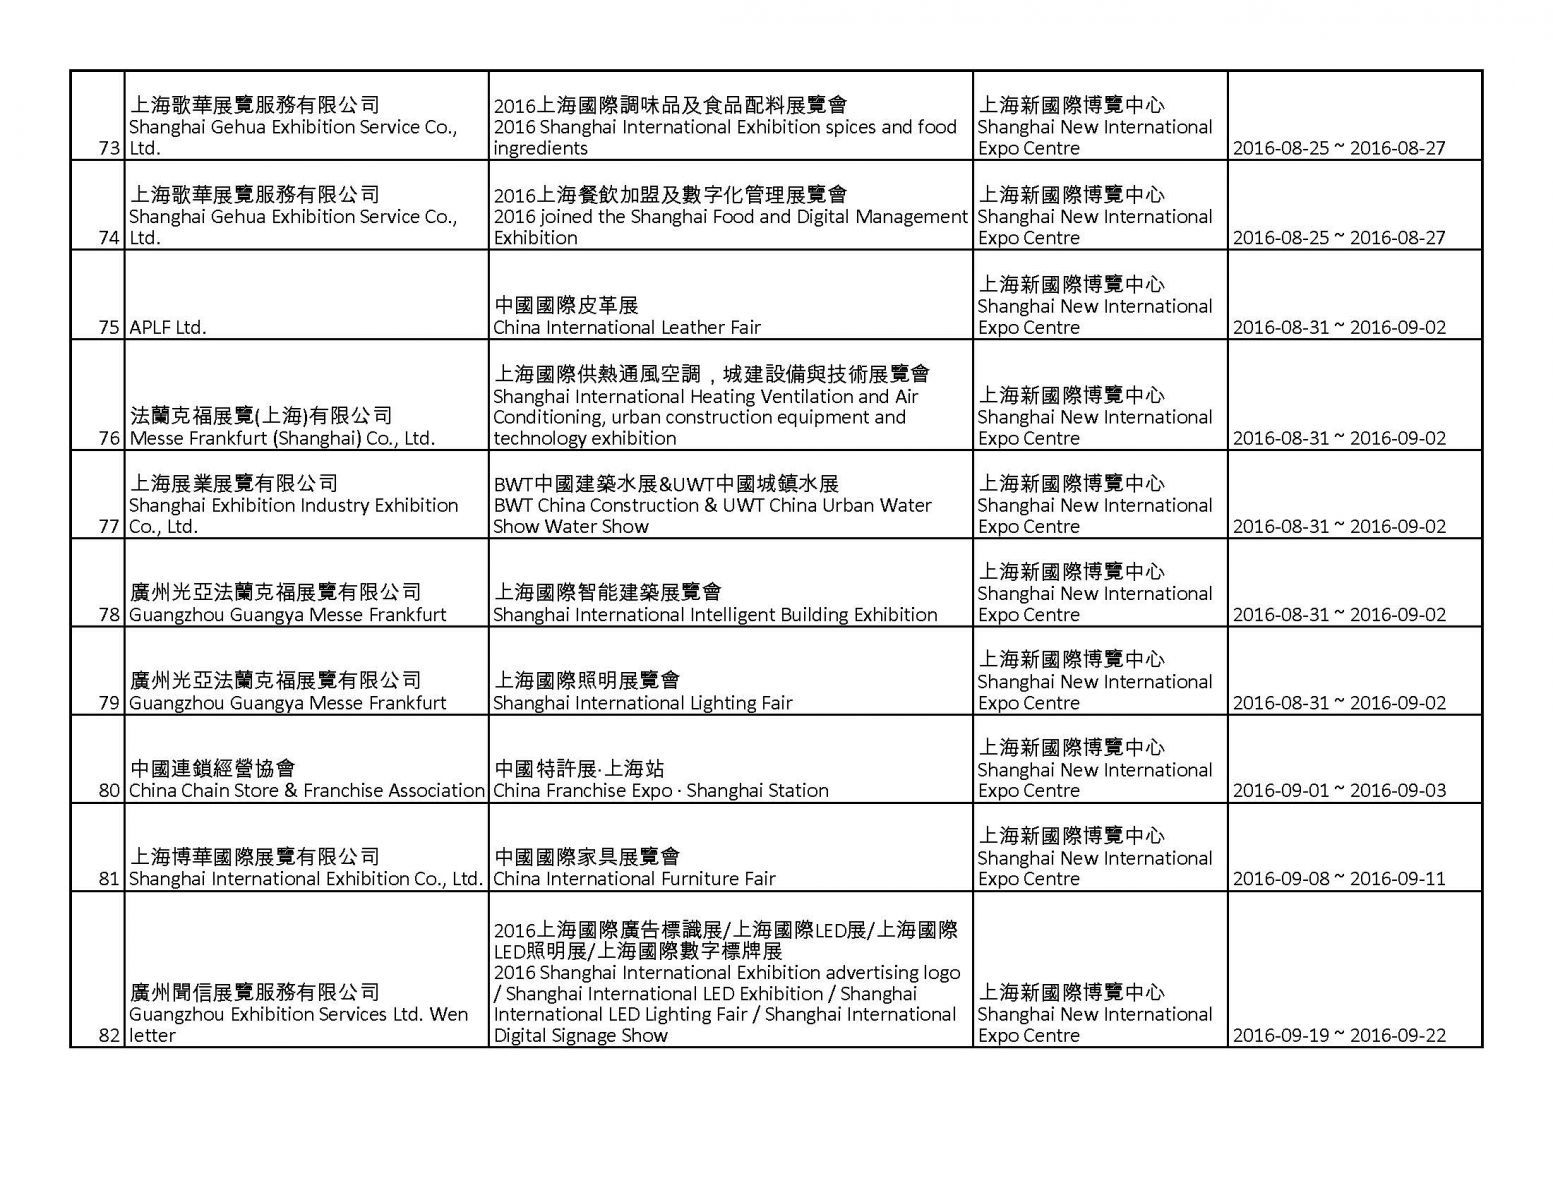 上海歌華展覽服務有限公司
Shanghai Gehua Exhibition Service Co.,
73 Ltd.
2016上海國際調味品及食品配料展覽會
2016 Shanghai International Exhibition spices and food
ingredients
上海新國際博覽中心
Shanghai New International
Expo Centre
2016-08-25 ~ 2016-08-27
上海歌華展覽服務有限公司
Shanghai Gehua Exhibition Service Co.,
74 Ltd.
2016上海餐飲加盟及數字化管理展覽會
2016 joined the Shanghai Food and Digital Management
Exhibition
上海新國際博覽中心
Shanghai New International
Expo Centre
2016-08-25 ~ 2016-08-27
75 APLF Ltd.
中國國際皮革展
China International Leather Fair
上海新國際博覽中心
Shanghai New International
Expo Centre
2016-08-31 ~ 2016-09-02
法蘭克福展覽(上海)有限公司
76 Messe Frankfurt (Shanghai) Co., Ltd.
上海國際供熱通風空調，城建設備與技術展覽會
Shanghai International Heating Ventilation and Air
Conditioning, urban construction equipment and
technology exhibition
上海新國際博覽中心
Shanghai New International
Expo Centre
2016-08-31 ~ 2016-09-02
上海展業展覽有限公司
Shanghai Exhibition Industry Exhibition
77 Co., Ltd.
BWT中國建築水展&UWT中國城鎮水展
BWT China Construction & UWT China Urban Water
Show Water Show
上海新國際博覽中心
Shanghai New International
Expo Centre
2016-08-31 ~ 2016-09-02
廣州光亞法蘭克福展覽有限公司
78 Guangzhou Guangya Messe Frankfurt
上海國際智能建築展覽會
Shanghai International Intelligent Building Exhibition
上海新國際博覽中心
Shanghai New International
Expo Centre
2016-08-31 ~ 2016-09-02
廣州光亞法蘭克福展覽有限公司
79 Guangzhou Guangya Messe Frankfurt
上海國際照明展覽會
Shanghai International Lighting Fair
上海新國際博覽中心
Shanghai New International
Expo Centre
2016-08-31 ~ 2016-09-02
中國連鎖經營協會
80 China Chain Store & Franchise Association
中國特許展·上海站
China Franchise Expo · Shanghai Station
上海新國際博覽中心
Shanghai New International
Expo Centre
2016-09-01 ~ 2016-09-03
上海博華國際展覽有限公司
81 Shanghai International Exhibition Co., Ltd.
中國國際家具展覽會
China International Furniture Fair
上海新國際博覽中心
Shanghai New International
Expo Centre
2016-09-08 ~ 2016-09-11
廣州聞信展覽服務有限公司
Guangzhou Exhibition Services Ltd. Wen
82 letter
2016上海國際廣告標識展/上海國際LED展/上海國際
LED照明展/上海國際數字標牌展
2016 Shanghai International Exhibition advertising logo
/ Shanghai International LED Exhibition / Shanghai
International LED Lighting Fair / Shanghai International
Digital Signage Show
上海新國際博覽中心
Shanghai New International
Expo Centre
2016-09-19 ~ 2016-09-22